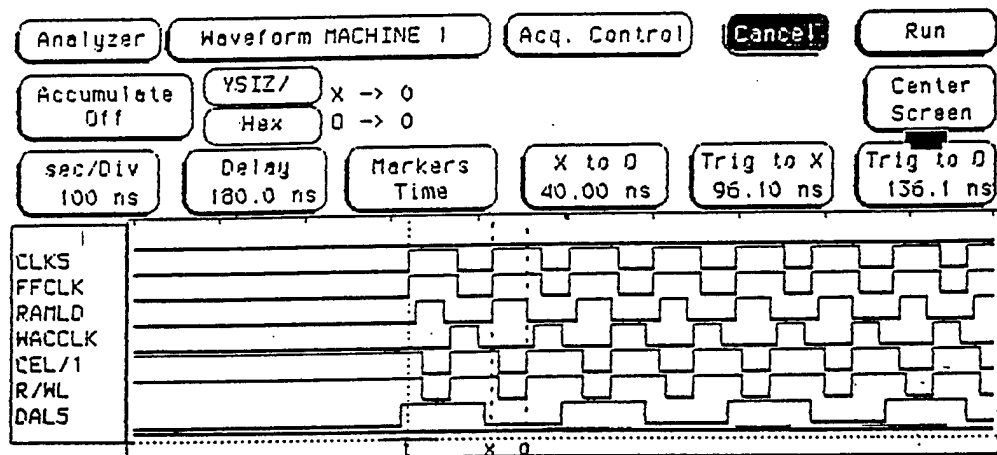 Analyzer Waveform MACHINE 1 Acq. Control Cancel Run
Accumulate Off YSIZ/ Hex X -> 0 O -> 0 Center Screen
sec/Div 100 ns Delay 180.0 ns Markers Time X to O 40.00 ns Trig to X 96.10 ns Trig to O 136.1 ns
CLKS
FFCLK
RAMLD
WACCLK
CEL/1
R/WL
DALS
t X O